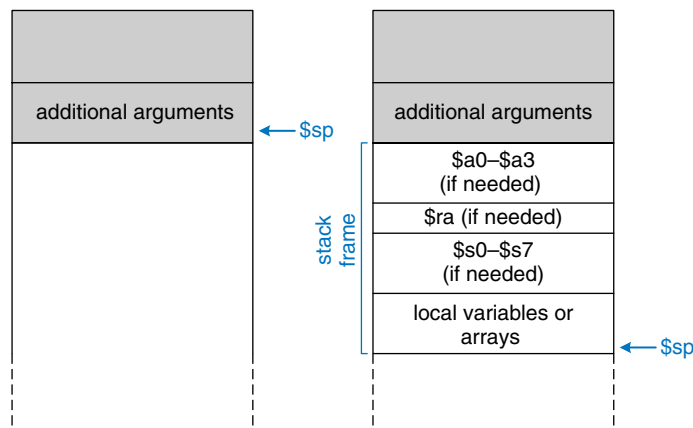 additional arguments
$sp
additional arguments
$a0–$a3
(if needed)
$ra (if needed)
$s0–$s7
(if needed)
local variables or
arrays
stack
frame
$sp